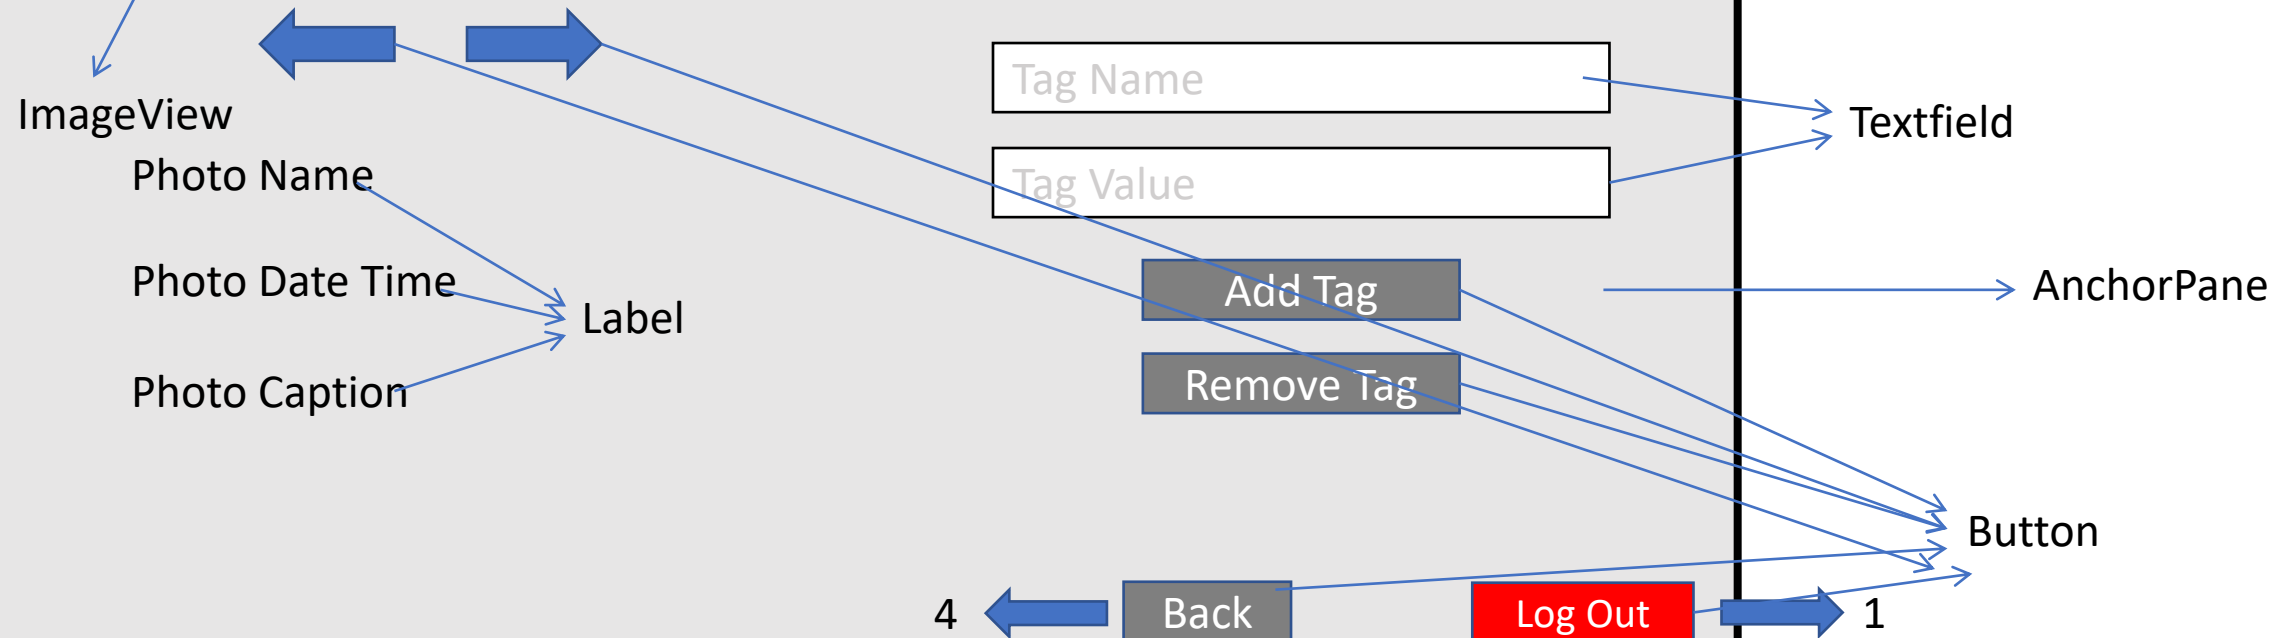 Tag Name
ImageView
Textfield
Photo Name
Tag Value
Photo Date Time
Add Tag
AnchorPane
Label
Photo Caption
Remove Tag
Button
4
Back
Log Out
1